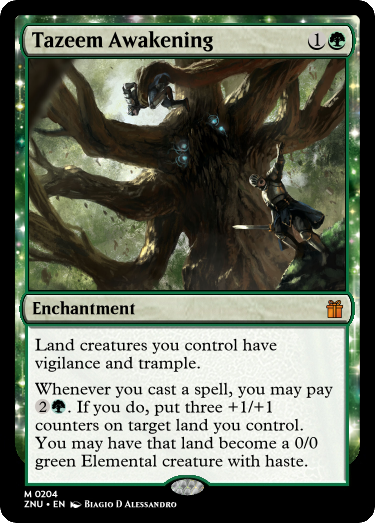 Tazeem Awakening 1
Enchantment
Land creatures you control have
vigilance and trample.
Whenever you cast a spell, you may pay
2 . If you do, put three +1/+1
counters on target land you control.
You may have that land become a 0/0
green Elemental creature with haste.
M 0204
ZNU • EN Biagio D Alessandro